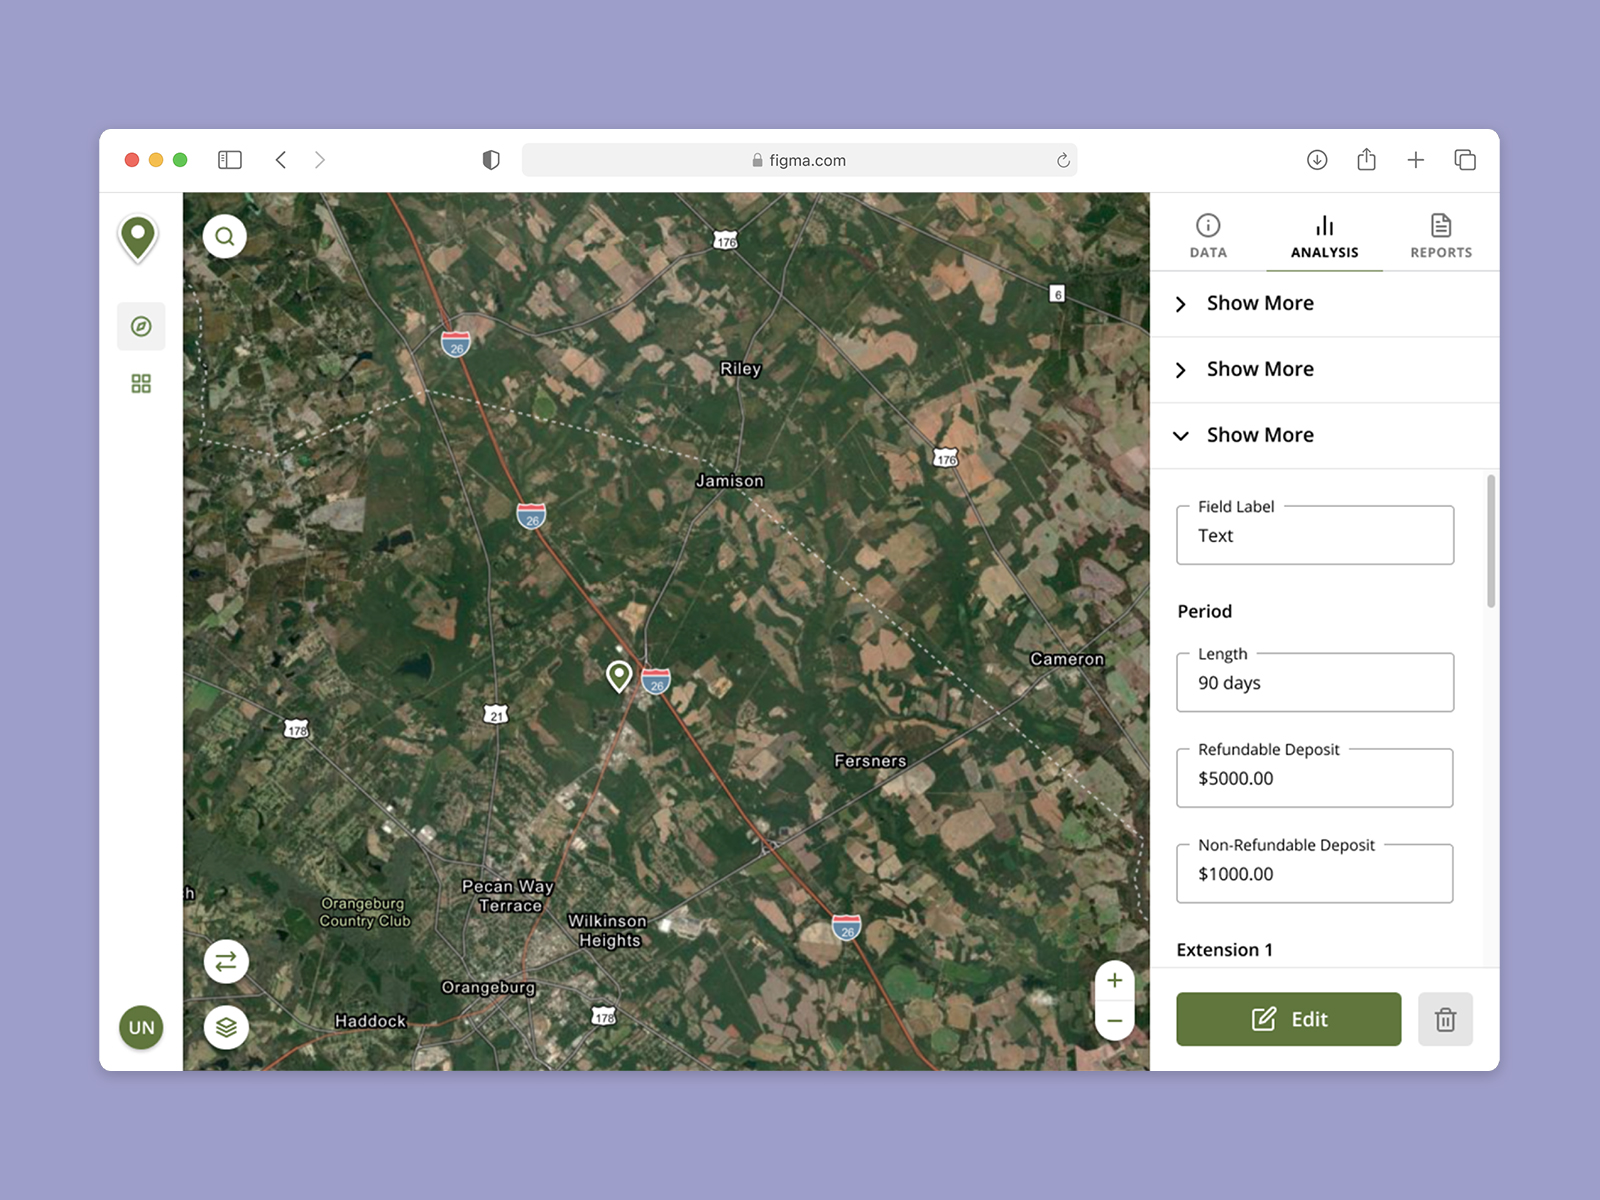 figma.com
DATA
ANALYSIS
REPORTS
Show More
Show More
Show More
Field Label
Text
Period
Length
90 days
Refundable Deposit
$5000.00
Non-Refundable Deposit
$1000.00
Extension 1
Edit
UN
176
6
26
Riley
176
Jamison
26
Cameron
26
21
178
Fersners
h
Pecan Way
Terrace
Orangeburg
Country Club
Wilkinson
Heights
26
Orangeburg
178
Haddock